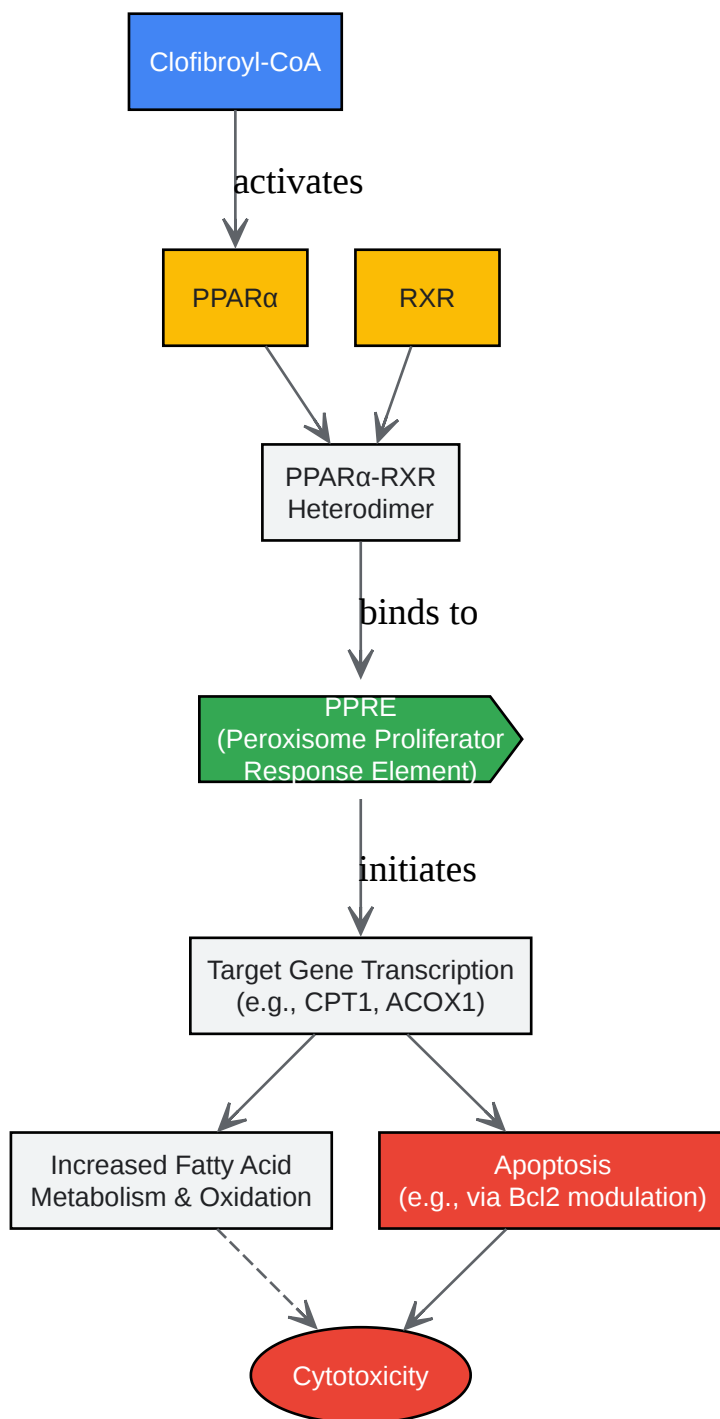 Clofibroyl-CoA
activates
PPARα
RXR
PPARα-RXR
Heterodimer
binds to
PPRE
(Peroxisome Proliferator
Response Element)
initiates
Target Gene Transcription
(e.g., CPT1, ACOX1)
Increased Fatty Acid
Metabolism & Oxidation
Apoptosis
(e.g., via Bcl2 modulation)
Cytotoxicity